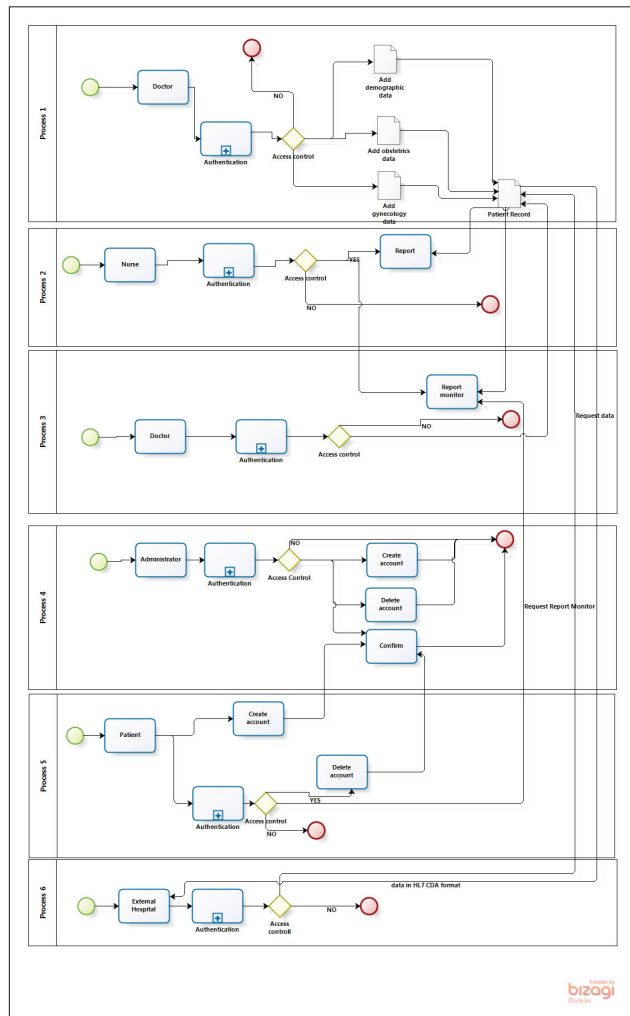 Process 1
Doctor
Authentication
NO
Access control
Add
demographic
data
Add obstetrics
data
Add
gynecology
data
Patient Record
Process 2
Nurse
Authentication
Access control
YES
Report
NO
Process 3
Doctor
Authentication
Access control
NO
Report
monitor
Request data
Process 4
Administrator
Authentication
Access Control
NO
Create
account
Delete
account
Confirm
Request Report Monitor
Process 5
Patient
Create
account
Authentication
Access control
YES
NO
Delete
account
Process 6
External
Hospital
Authentication
Access
controll
NO
data in HL7 CDA format
Powered by
bizagi
Modeler